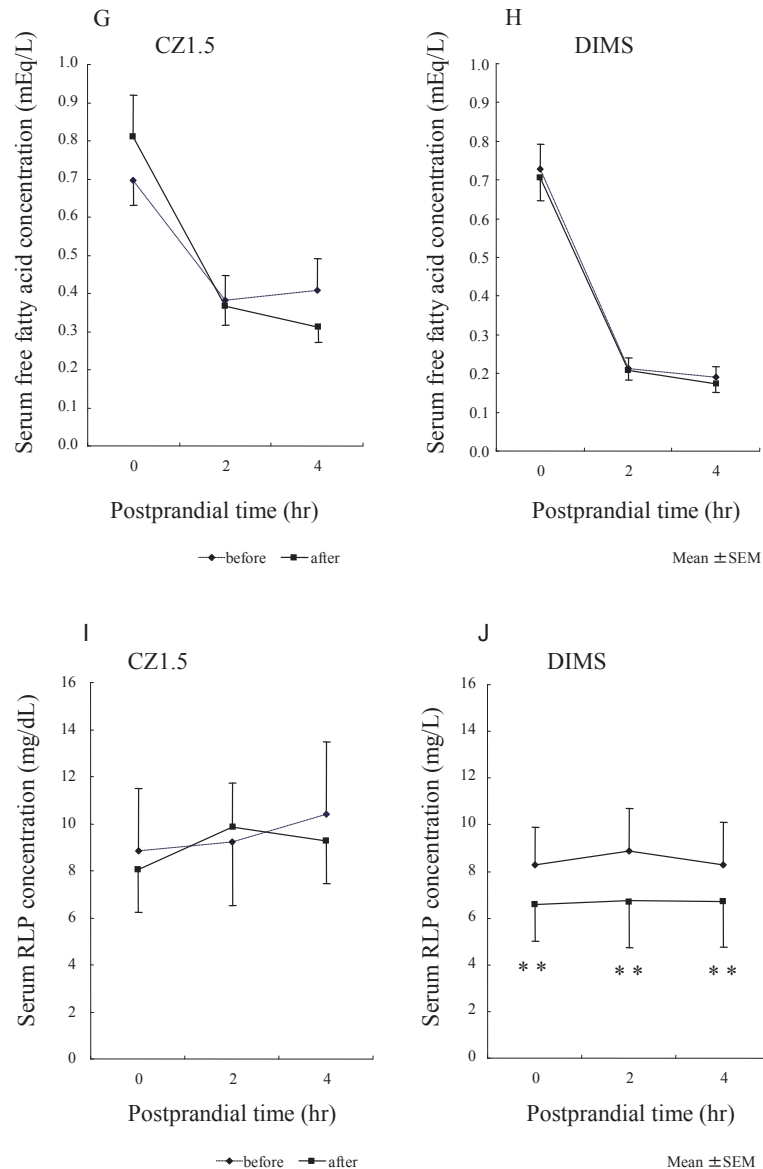 G
CZ1.5
Serum free fatty acid concentration (mEq/L)
1.0
0.9
0.8
0.7
0.6
0.5
0.4
0.3
0.2
0.1
0.0
0
2
4
Postprandial time (hr)
before
after
H
DIMS
Serum free fatty acid concentration (mEq/L)
1.0
0.9
0.8
0.7
0.6
0.5
0.4
0.3
0.2
0.1
0.0
0
2
4
Postprandial time (hr)
Mean ±SEM
I
CZ1.5
Serum RLP concentration (mg/dL)
16
14
12
10
8
6
4
2
0
0
2
4
Postprandial time (hr)
before
after
J
DIMS
Serum RLP concentration (mg/L)
16
14
12
10
8
6
4
2
0
** ** **
0
2
4
Postprandial time (hr)
Mean ±SEM